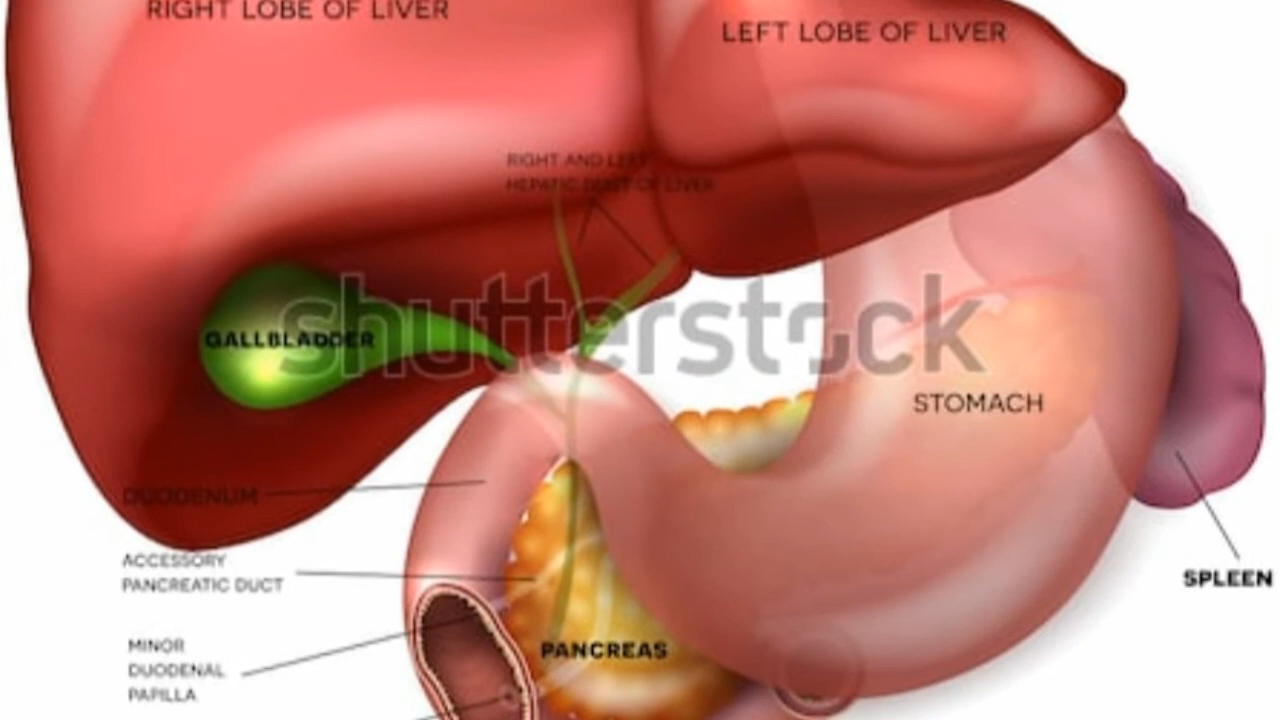 RIGHT LOBE OF LIVER
LEFT LOBE OF LIVER
RIGHT AND LEFT
HEPATIC DUCT OF LIVER
shutterstock
GALLBLADDER
STOMACH
DUODENUM
ACCESSORY
PANCREATIC DUCT
SPLEEN
MINOR
DUODENAL
PAPILLA
PANCREAS